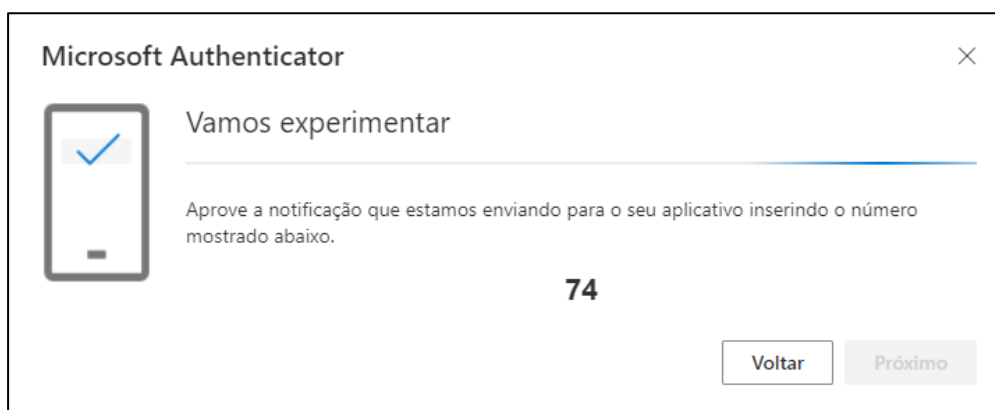 Microsoft Authenticator
Vamos experimentar
Aprove a notificação que estamos enviando para o seu aplicativo inserindo o número
mostrado abaixo.
74
Voltar
Próximo